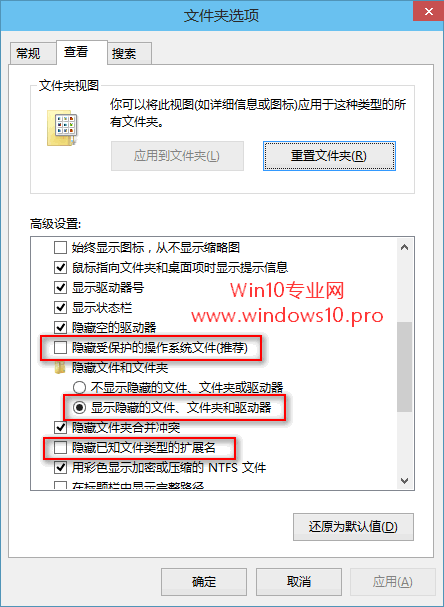 文件夹选项
常规
查看
搜索
文件夹视图
你可以将此视图(如详细信息或图标)应用于这种类型的所
有文件夹。
应用到文件夹(L)
重置文件夹(R)
高级设置:
始终显示图标，从不显示缩略图
鼠标指向文件夹和桌面项时显示提示信息
显示驱动器号
显示状态栏
隐藏空的驱动器
隐藏受保护的操作系统文件(推荐)
隐藏文件和文件夹
不显示隐藏的文件、文件夹或驱动器
显示隐藏的文件、文件夹和驱动器
隐藏文件夹合并冲突
隐藏已知文件类型的扩展名
用彩色显示加密或压缩的 NTFS 文件
在标题栏中显示完整路径
Win10专业网
www.windows10.pro
还原为默认值(D)
确定
取消
应用(A)